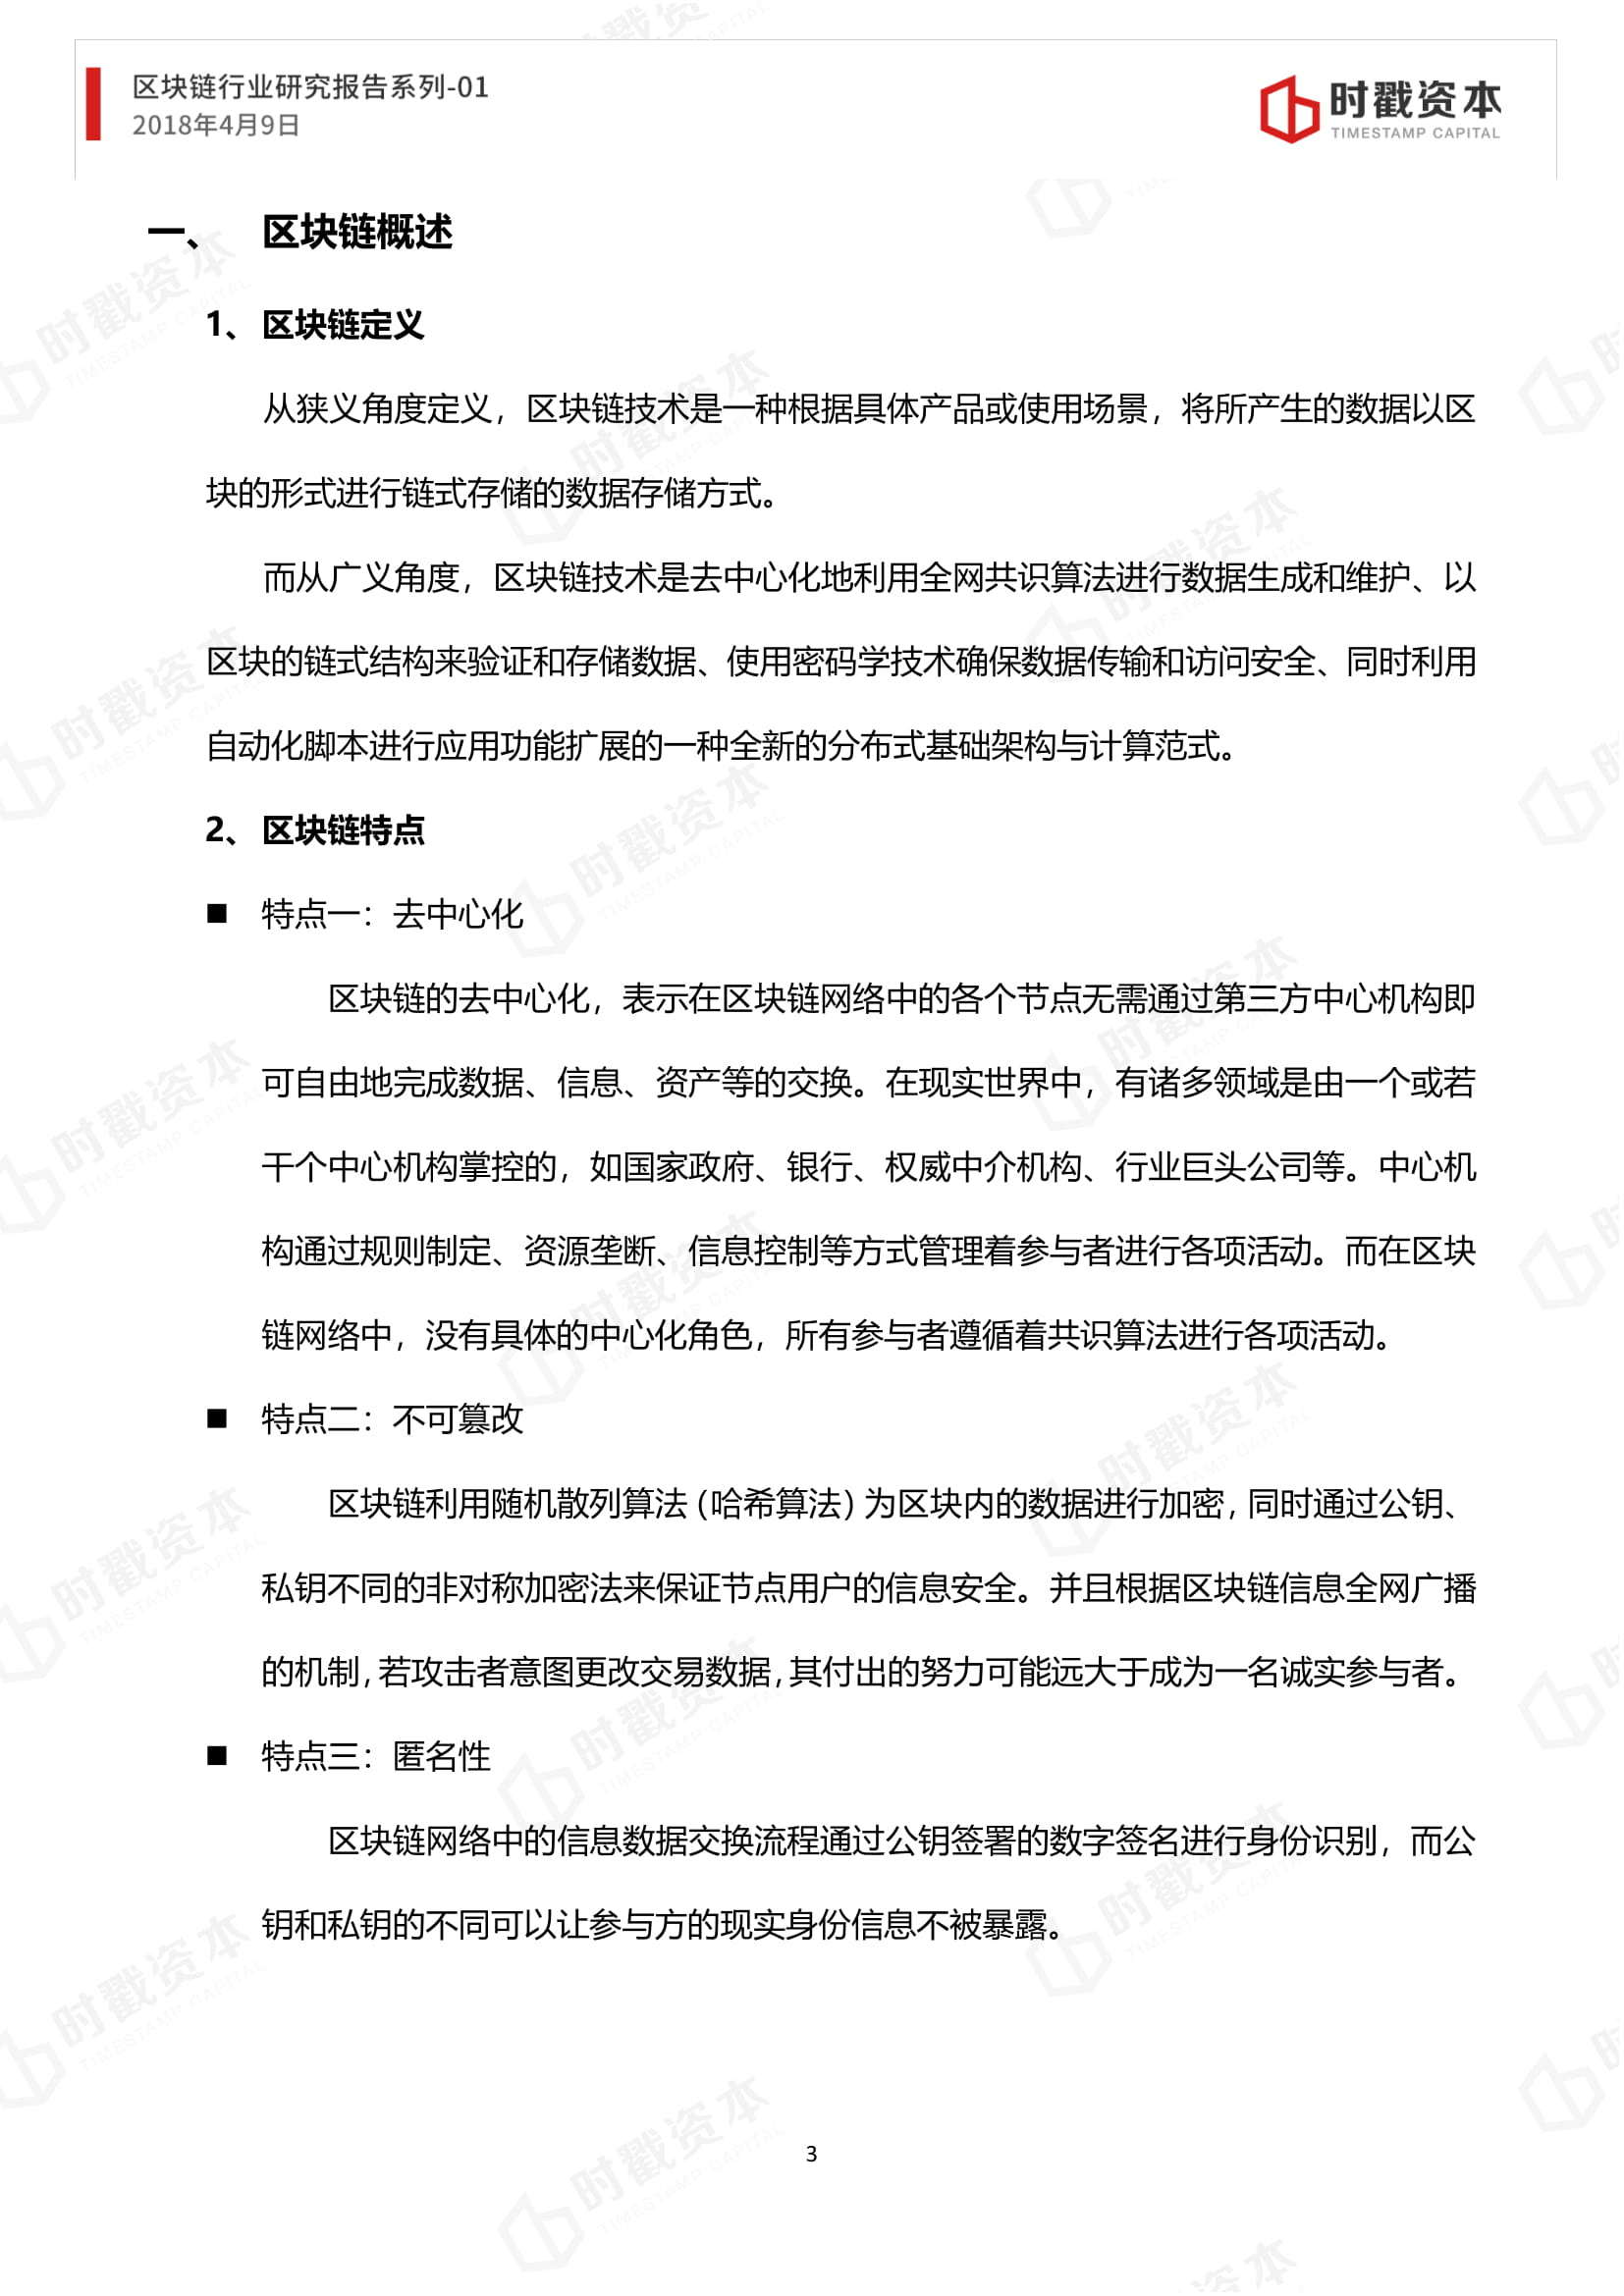 区块链行业研究报告系列-01
2018年4月9日
时戳资本
TIMESTAMP CAPITAL
一、 区块链概述
1、 区块链定义
从狭义角度定义，区块链技术是一种根据具体产品或使用场景，将所产生的数据以区
块的形式进行链式存储的数据存储方式。
而从广义角度，区块链技术是去中心化地利用全网共识算法进行数据生成和维护、以
区块的链式结构来验证和存储数据、使用密码学技术确保数据传输和访问安全、同时利用
自动化脚本进行应用功能扩展的一种全新的分布式基础架构与计算范式。
2、 区块链特点
■ 特点一：去中心化
区块链的去中心化，表示在区块链网络中的各个节点无需通过第三方中心机构即
可自由地完成数据、信息、资产等的交换。在现实世界中，有诸多领域是由一个或若
干个中心机构掌控的，如国家政府、银行、权威中介机构、行业巨头公司等。中心机
构通过规则制定、资源垄断、信息控制等方式管理着参与者进行各项活动。而在区块
链网络中，没有具体的中心化角色，所有参与者遵循着共识算法进行各项活动。
■ 特点二：不可篡改
区块链利用随机散列算法（哈希算法）为区块内的数据进行加密，同时通过公钥、
私钥不同的非对称加密法来保证节点用户的信息安全。并且根据区块链信息全网广播
的机制，若攻击者意图更改交易数据，其付出的努力可能远大于成为一名诚实参与者。
■ 特点三：匿名性
区块链网络中的信息数据交换流程通过公钥签署的数字签名进行身份识别，而公
钥和私钥的不同可以让参与方的现实身份信息不被暴露。
3